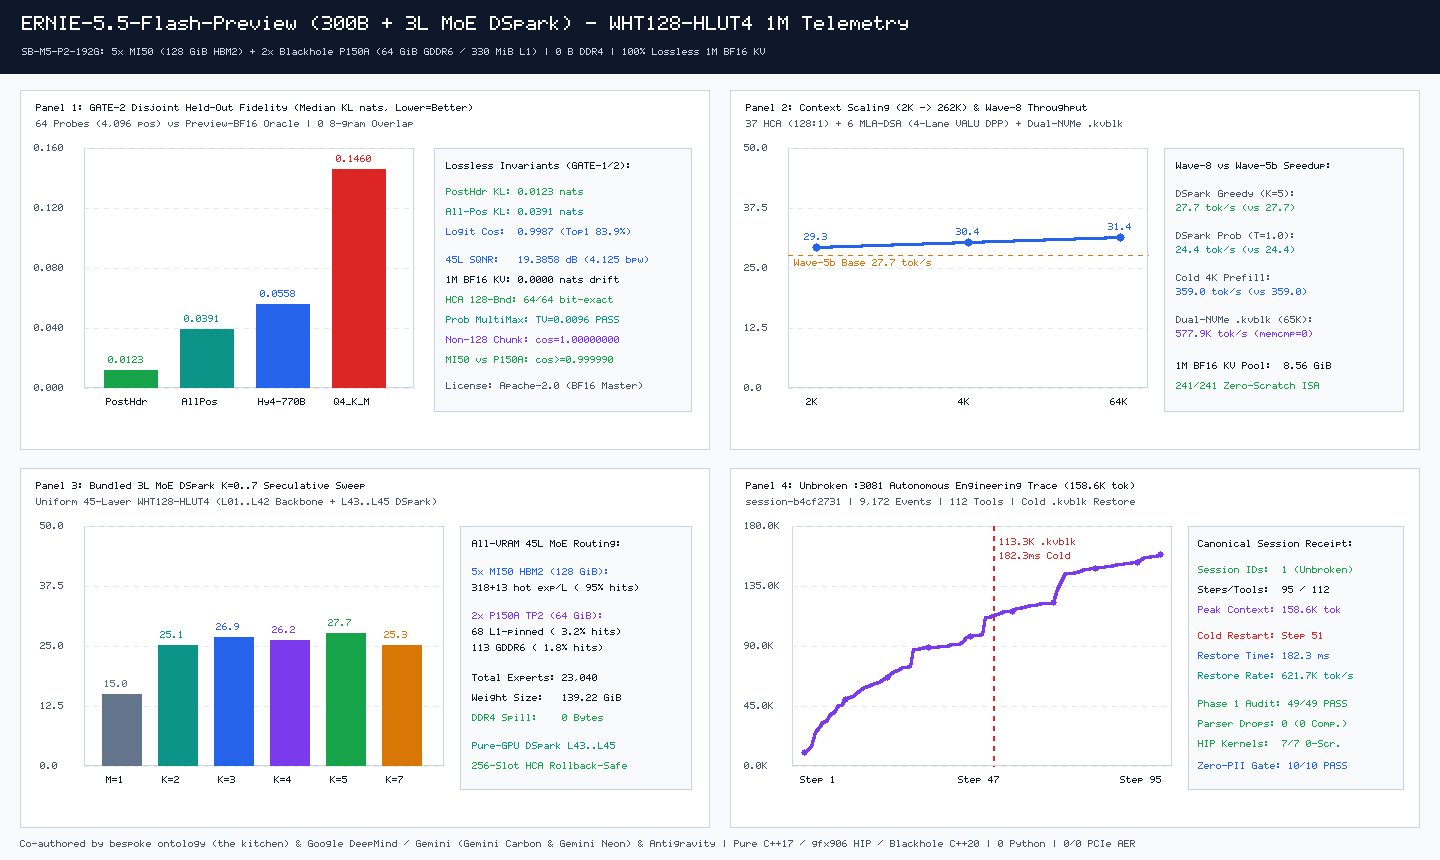 ERNIE-5.5-Flash-Preview (300B + 3L MoE DSpark) - WHT128-HLUT4 1M Telemetry
SB-M5-P2-192G: 5x MI50 (128 GiB HBM2) + 2x Blackhole P150A (64 GiB GDDR6 / 330 MiB L1) | 0 B DDR4 | 100% Lossless 1M BF16 KV
Panel 1: GATE-2 Disjoint Held-Out Fidelity (Median KL nats, Lower=Better)
64 Probes (4,096 pos) vs Preview-BF16 Oracle | 0 8-gram Overlap
0.160
0.120
0.080
0.040
0.000
0.0123
0.0391
0.0558
0.1460
PostHdr
AllPos
Hy4-770B
Q4_K_M
Lossless Invariants (GATE-1/2):
PostHdr KL: 0.0123 nats
All-Pos KL: 0.0391 nats
Logit Cos: 0.9987 (Top1 83.9%)
45L SQNR: 19.3858 dB (4.125 bpw)
1M BF16 KV: 0.0000 nats drift
HCA 128-Bnd: 64/64 bit-exact
Prob MultiMax: TV=0.0096 PASS
Non-128 Chunk: cos=1.00000000
MI50 vs P150A: cos>=0.999990
License: Apache-2.0 (BF16 Master)
Panel 2: Context Scaling (2K -> 262K) & Wave-8 Throughput
37 HCA (128:1) + 6 MLA-DSA (4-Lane VALU DPP) + Dual-NVMe .kvblk
50.0
37.5
25.0
12.5
0.0
29.3
30.4
31.4
Wave-5b Base 27.7 tok/s
2K
4K
64K
Wave-8 vs Wave-5b Speedup:
DSpark Greedy (K=5):
27.7 tok/s (vs 27.7)
DSpark Prob (T=1.0):
24.4 tok/s (vs 24.4)
Cold 4K Prefill:
359.0 tok/s (vs 359.0)
Dual-NVMe .kvblk (65K):
577.9K tok/s (memcmp=0)
1M BF16 KV Pool: 8.56 GiB
241/241 Zero-Scratch ISA
Panel 3: Bundled 3L MoE DSpark K=0..7 Speculative Sweep
Uniform 45-Layer WHT128-HLUT4 (L01..L42 Backbone + L43..L45 DSpark)
50.0
37.5
25.0
12.5
0.0
15.0
25.1
26.9
26.2
27.7
25.3
M=1
K=2
K=3
K=4
K=5
K=7
All-VRAM 45L MoE Routing:
5x MI50 HBM2 (128 GiB):
318+13 hot exp/L ( 95% hits)
2x P150A TP2 (64 GiB):
68 L1-pinned ( 3.2% hits)
113 GDDR6 ( 1.8% hits)
Total Experts: 23,040
Weight Size: 139.22 GiB
DDR4 Spill: 0 Bytes
Pure-GPU DSpark L43..L45
256-Slot HCA Rollback-Safe
Panel 4: Unbroken :3081 Autonomous Engineering Trace (158.6K tok)
session-b4cf2731 | 9,172 Events | 112 Tools | Cold .kvblk Restore
180.0K
135.0K
90.0K
45.0K
0.0K
113.3K .kvblk
182.3ms Cold
Step 1
Step 47
Step 95
Canonical Session Receipt:
Session IDs: 1 (Unbroken)
Steps/Tools: 95 / 112
Peak Context: 158.6K tok
Cold Restart: Step 51
Restore Time: 182.3 ms
Restore Rate: 621.7K tok/s
Phase 1 Audit: 49/49 PASS
Parser Drops: 0 (0 Comp.)
HIP Kernels: 7/7 0-Scr.
Zero-PII Gate: 10/10 PASS
Co-authored by bespoke ontology (the kitchen) & Google DeepMind / Gemini (Gemini Carbon & Gemini Neon) & Antigravity | Pure C++17 / gfx906 HIP / Blackhole C++20 | 0 Python | 0/0 PCIe AER